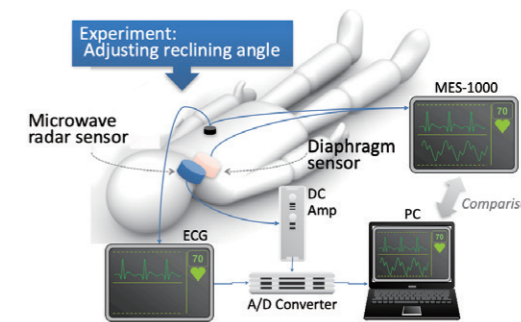 Experiment:
Adjusting reclining angle
MES-1000
70
Microwave
radar sensor
Diaphragm
sensor
DC
Amp
Comparis
PC
ECG
70
70
A/D Converter